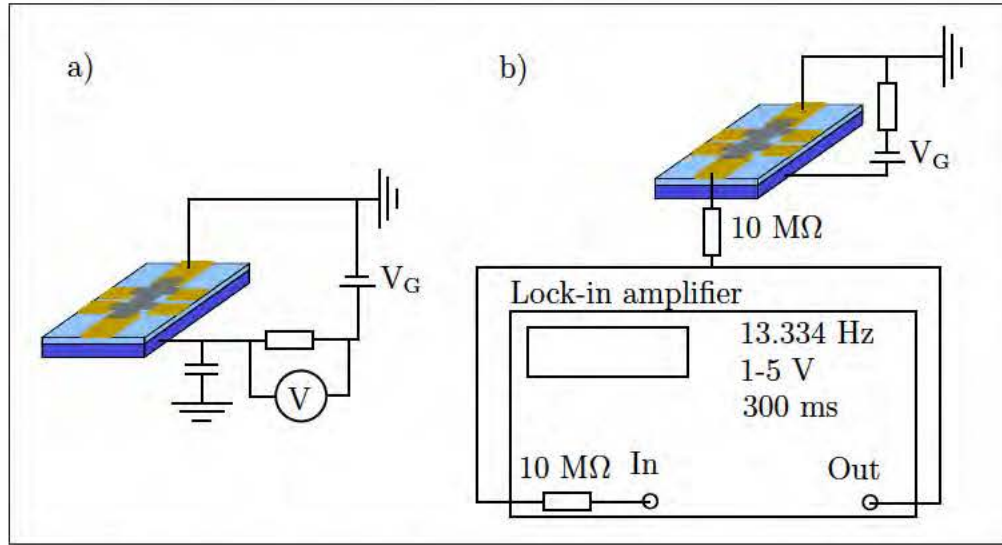 a)
V_G
V
b)
V_G
10 MΩ
Lock-in amplifier
13.334 Hz
1-5 V
300 ms
10 MΩ
In
Out